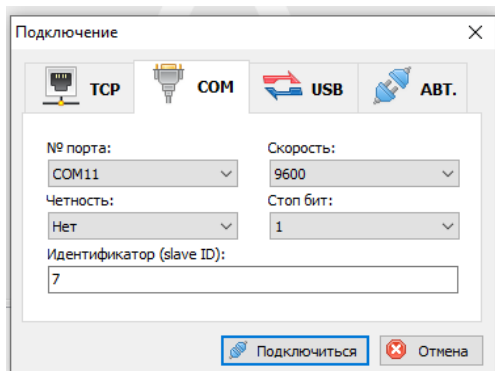 Подключение
TCP COM USB АВТ.
№ порта: Скорость:
COM11 9600
Четность: Стоп бит:
Нет 1
Идентификатор (slave ID):
7
Подключиться Отмена